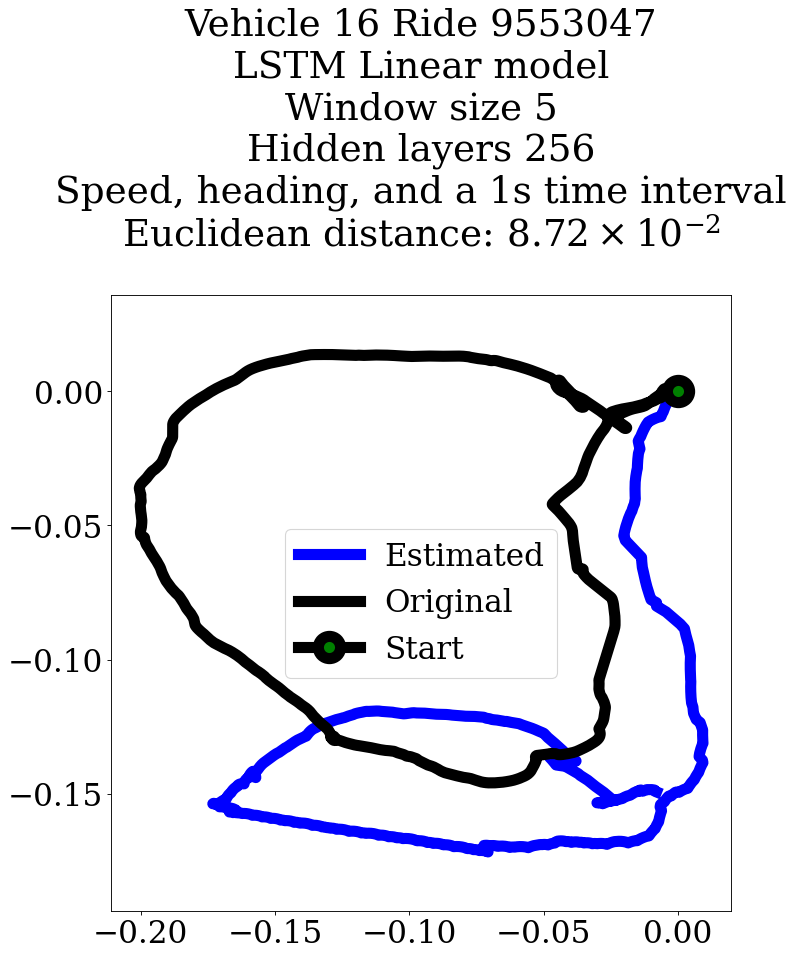 Vehicle 16 Ride 9553047
LSTM Linear model
Window size 5
Hidden layers 256
Speed, heading, and a 1s time interval
Euclidean distance: 8.72 × 10⁻²
0.00
−0.05
−0.10
−0.15
Estimated
Original
Start
−0.20 −0.15 −0.10 −0.05 0.00